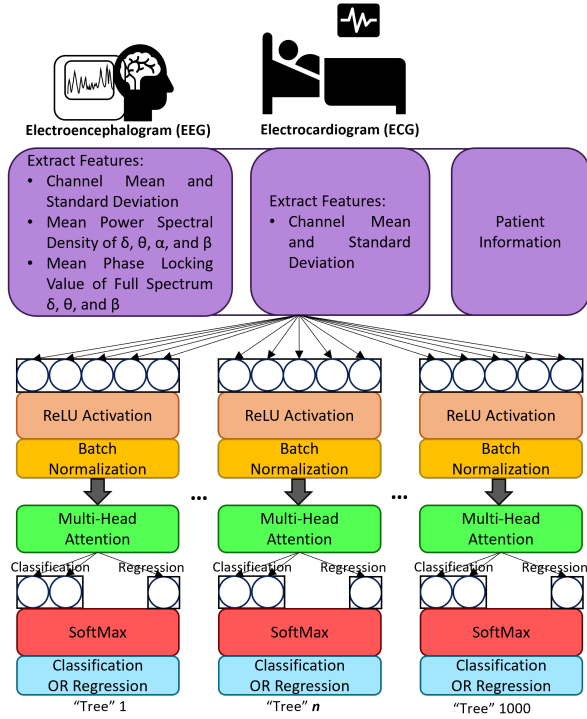 Electroencephalogram (EEG)
Electrocardiogram (ECG)
Extract Features:
• Channel Mean and
Standard Deviation
• Mean Power Spectral
Density of δ, θ, α, and β
• Mean Phase Locking
Value of Full Spectrum
δ, θ, and β
Extract Features:
• Channel Mean
and Standard
Deviation
Patient
Information
ReLU Activation
Batch
Normalization
Multi-Head
Attention
Classification
Regression
SoftMax
Classification
OR Regression
"Tree" 1
...
ReLU Activation
Batch
Normalization
Multi-Head
Attention
Classification
Regression
SoftMax
Classification
OR Regression
"Tree" n
...
ReLU Activation
Batch
Normalization
Multi-Head
Attention
Classification
Regression
SoftMax
Classification
OR Regression
"Tree" 1000